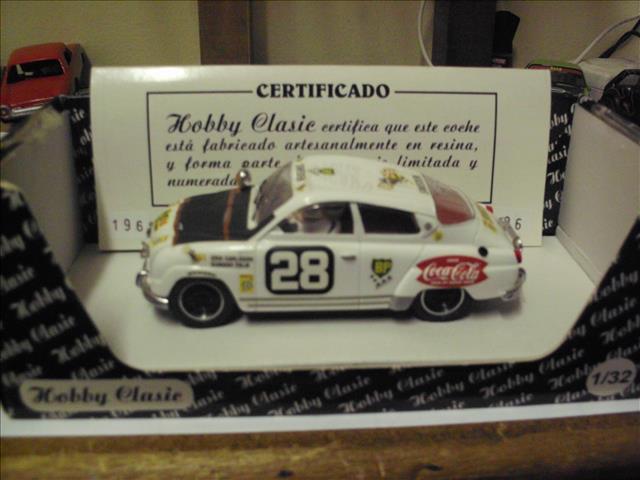 CERTIFICADO
Hobby Clasic certifica que este coche
está fabricado artesanalmente en resina,
y forma parte limitada y
numerada
196
86
28
BP
Coca-Cola
Hobby Clasic
1/32